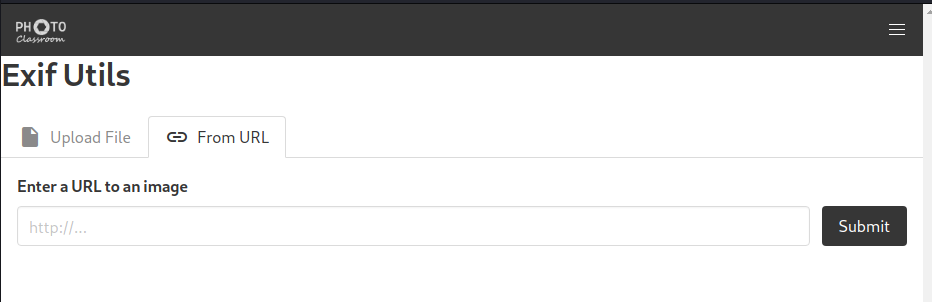 PHOTO
Classroom
Exif Utils
Upload File
From URL
Enter a URL to an image
http://...
Submit